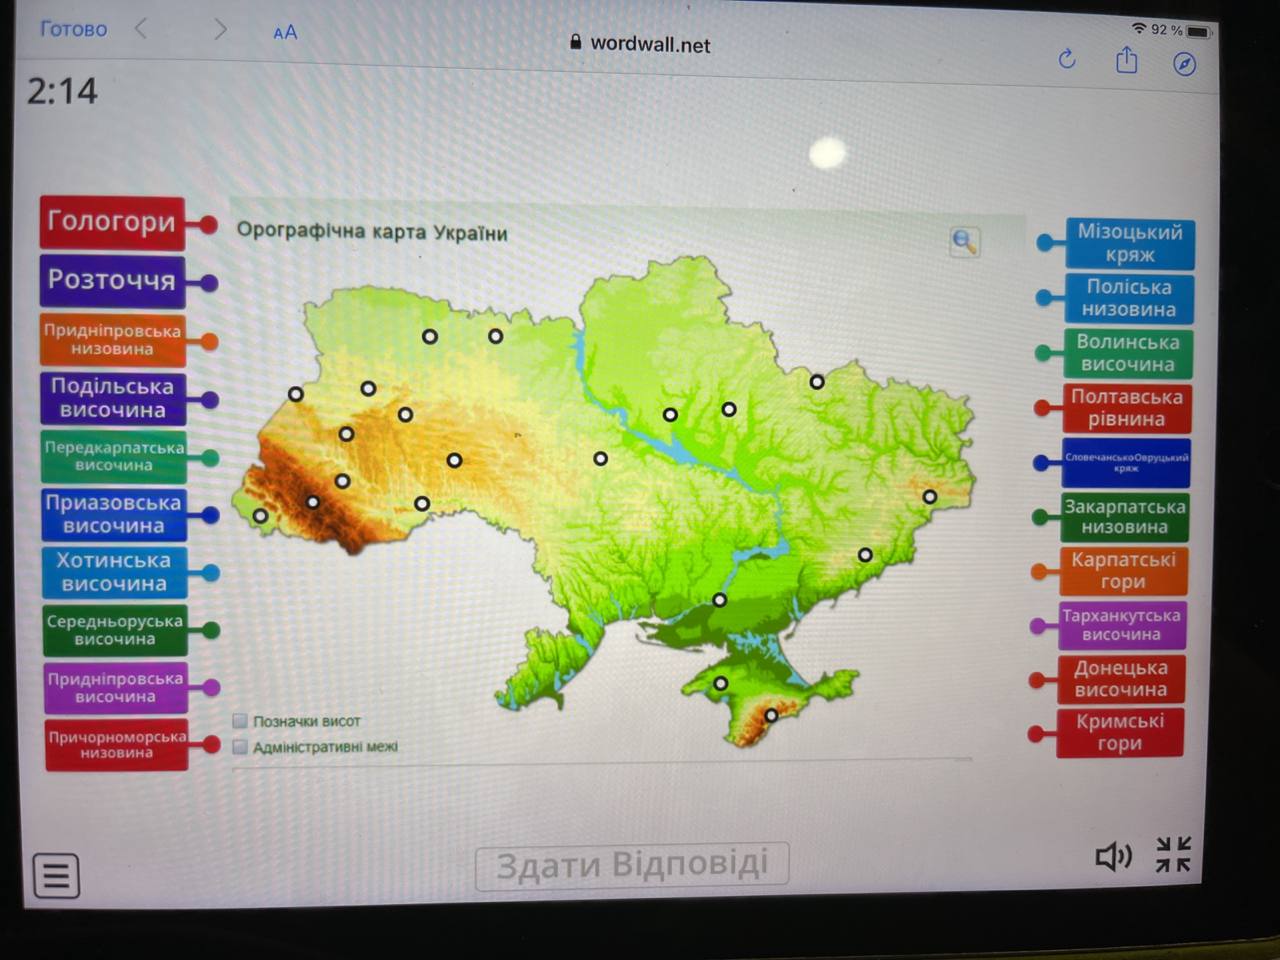 Готово
AA
wordwall.net
92 %
2:14
Орографічна карта України
Гологори
Розточчя
Придніпровська
низовина
Подільська
височина
Передкарпатська
височина
Приазовська
височина
Хотинська
височина
Середньоруська
височина
Придніпровська
височина
Причорноморська
низовина
Позначки висот
Адміністративні межі
Мізоцький
кряж
Поліська
низовина
Волинська
височина
Полтавська
рівнина
СловечанськоОвруцький
кряж
Закарпатська
низовина
Карпатські
гори
Тарханкутська
височина
Донецька
височина
Кримські
гори
Здати Відповіді